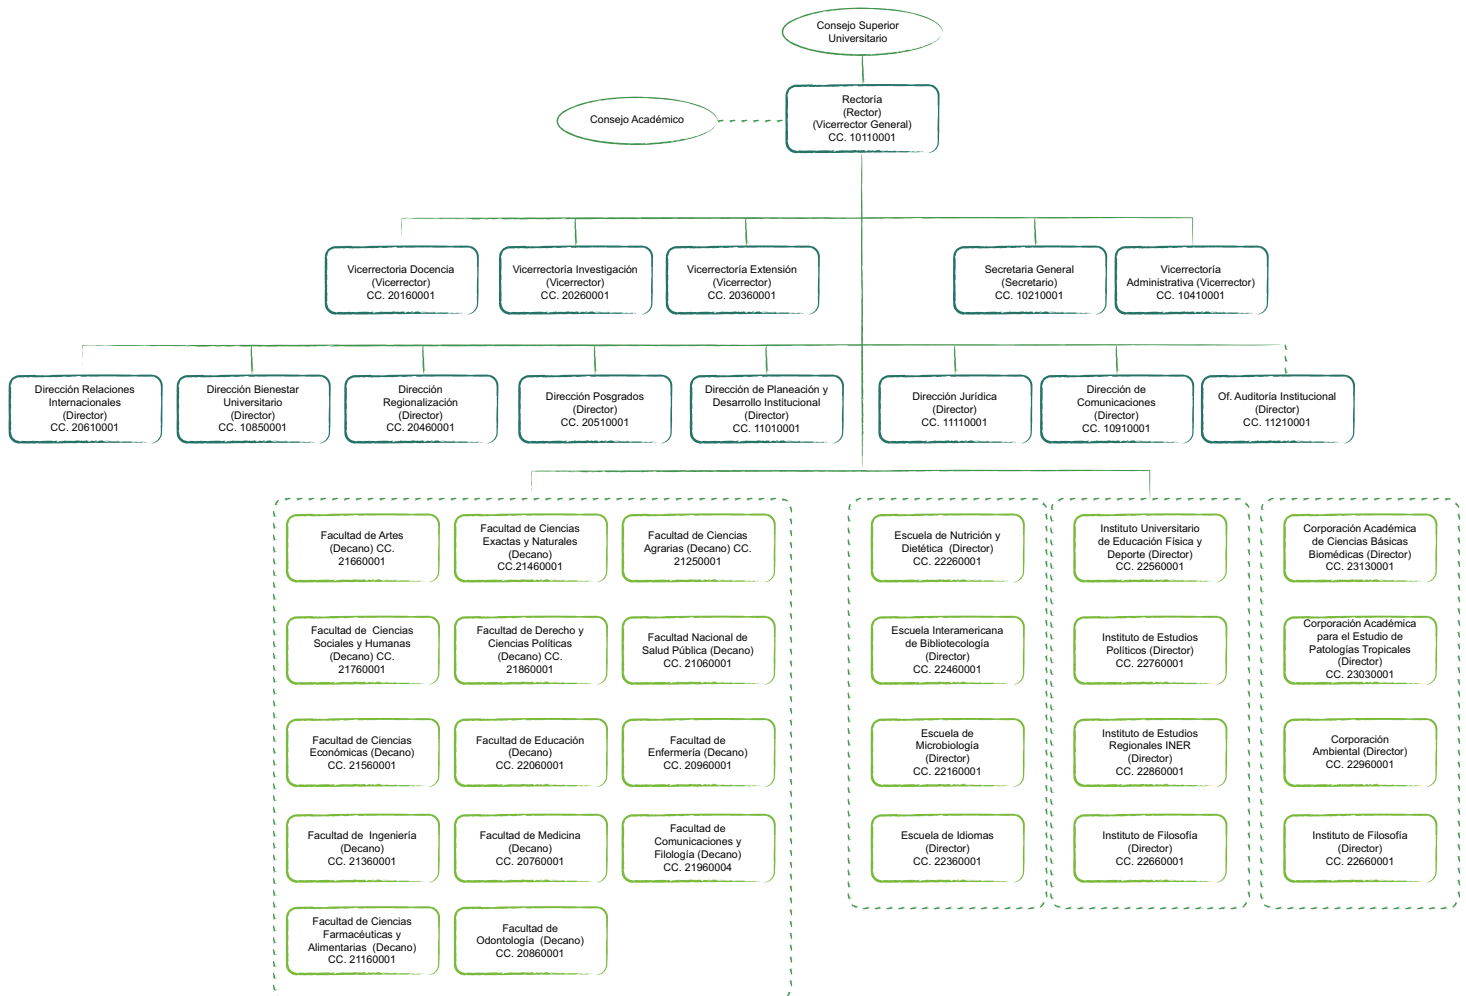 Consejo Superior
Universitario
Rectoría
(Rector)
(Vicerrector General)
CC. 10110001
Consejo Académico
Vicerrectoria Docencia
(Vicerrector)
CC. 20160001
Vicerrectoría Investigación
(Vicerrector)
CC. 20260001
Vicerrectoría Extensión
(Vicerrector)
CC. 20360001
Secretaria General
(Secretario)
CC. 10210001
Vicerrectoría
Administrativa (Vicerrector)
CC. 10410001
Dirección Relaciones
Internacionales
(Director)
CC. 20610001
Dirección Bienestar
Universitario
(Director)
CC. 10850001
Dirección
Regionalización
(Director)
CC. 20460001
Dirección Posgrados
(Director)
CC. 20510001
Dirección de Planeación y
Desarrollo Institucional
(Director)
CC. 11010001
Dirección Jurídica
(Director)
CC. 11110001
Dirección de
Comunicaciones
(Director)
CC. 10910001
Of. Auditoría Institucional
(Director)
CC. 11210001
Facultad de Artes
(Decano) CC.
21660001
Facultad de Ciencias
Exactas y Naturales
(Decano)
CC.21460001
Facultad de Ciencias
Agrarias (Decano) CC.
21250001
Escuela de Nutrición y
Dietética (Director)
CC. 22260001
Instituto Universitario
de Educación Física y
Deporte (Director)
CC. 22560001
Corporación Académica
de Ciencias Básicas
Biomédicas (Director)
CC. 23130001
Facultad de Ciencias
Sociales y Humanas
(Decano) CC.
21760001
Facultad de Derecho y
Ciencias Políticas
(Decano) CC.
21860001
Facultad Nacional de
Salud Pública (Decano)
CC. 21060001
Escuela Interamericana
de Bibliotecología
(Director)
CC. 22460001
Instituto de Estudios
Políticos (Director)
CC. 22760001
Corporación Académica
para el Estudio de
Patologías Tropicales
(Director)
CC. 23030001
Facultad de Ciencias
Económicas (Decano)
CC. 21560001
Facultad de Educación
(Decano)
CC. 22060001
Facultad de
Enfermería (Decano)
CC. 20960001
Escuela de
Microbiología
(Director)
CC. 22160001
Instituto de Estudios
Regionales INER
(Director)
CC. 22860001
Corporación
Ambiental (Director)
CC. 22960001
Facultad de Ingeniería
(Decano)
CC. 21360001
Facultad de Medicina
(Decano)
CC. 20760001
Facultad de
Comunicaciones y
Filología (Decano)
CC. 21960004
Escuela de Idiomas
(Director)
CC. 22360001
Instituto de Filosofía
(Director)
CC. 22660001
Instituto de Filosofía
(Director)
CC. 22660001
Facultad de Ciencias
Farmacéuticas y
Alimentarias (Decano)
CC. 21160001
Facultad de
Odontología (Decano)
CC. 20860001